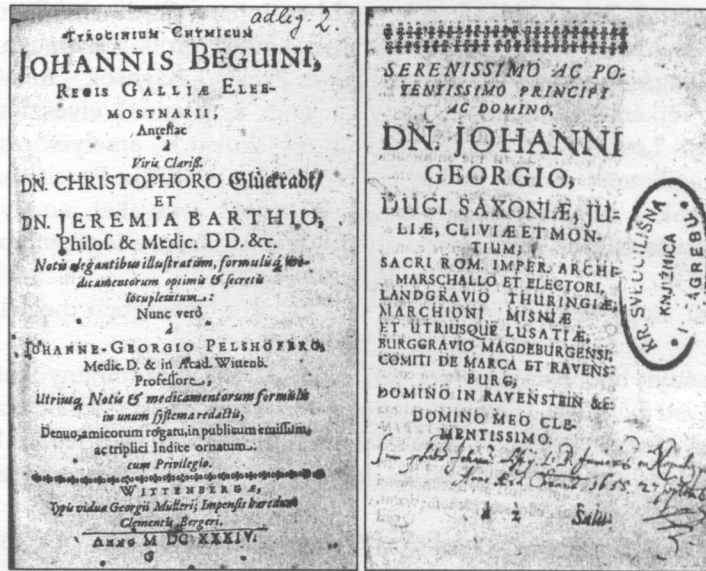 adlig. 2.
TYROCINIUM CHYMICUM
JOHANNIS BEGUINI,
REGIS GALLIÆ ELEE-
MOSINARII,
Anteſſac
à
Viris Clariſſ.
DN. CHRISTOPHORO Glückradt/
ET
DN. JEREMIA BARTHIO,
Philoſ. & Medic. DD. &c.
Notis elegantibus illuſtratum, formuliſq́; me-
dicamentorum optimis & ſecretis
locupletatum:
Nunc verò
à
JOHANNE-GEORGIO PELSHOFERO,
Medic. D. & in Acad. Witteñb.
Profeſſore,
Utriuſq́, Notis & medicamentorum formulis
in unum ſyſtema redactis,
Denuo, amicorum rogatu, in publicum emiſſum,
ac triplici Indice ornatum.
cum Privilegio.
WITTENBERGÆ,
Typis viduæ Georgii Mulleri; Impenſis hæredum
Clementis Bergeri.
ANNO M DC XXXIV.
G
SERENISSIMO AC PO-
TENTISSIMO PRINCIPI
AC DOMINO,
DN. JOHANNI
GEORGIO,
DUCI SAXONIÆ, JU-
LIÆ, CLIVIÆ ET MON-
TIUM;
SACRI ROM. IMPER. ARCHI-
MARSCHALLO ET ELECTORI,
LANDGRAVIO THURINGIÆ,
MARCHIONI MISNIÆ
ET UTRIUSQUE LUSATIÆ,
BURGGRAVIO MAGDEBURGENSI,
COMITI DE MARCA ET RAVENS-
BURG,
DOMINO IN RAVENSTEIN &c.
DOMINO MEO CLE-
MENTISSIMO.
KR. SVEUČILIŠNA
KNJIŽNICA
U ZAGREBU
1655. 27
Salu-